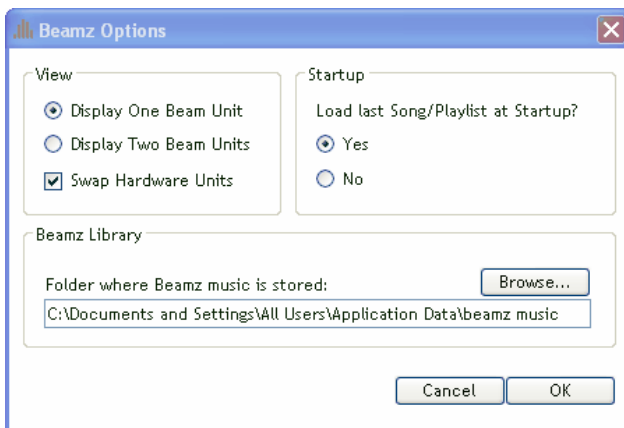 Beamz Options
View
Display One Beam Unit
Display Two Beam Units
Swap Hardware Units
Startup
Load last Song/Playlist at Startup?
Yes
No
Beamz Library
Folder where Beamz music is stored:
Browse...
C:\Documents and Settings\All Users\Application Data\beamz music
Cancel
OK